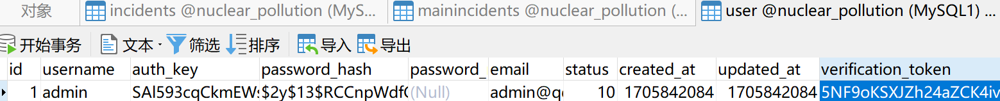 对象 incidents @nuclear_pollution (MyS... mainincidents @nuclear_pollution (... user @nuclear_pollution (MySQL1) ...
开始事务 文本 筛选 排序 导入 导出
id username auth_key password_hash password_ email status created_at updated_at verification_token
1 admin SAl593cqCkmEWs $2y$13$RCCnpWdf (Null) admin@q 10 1705842084 1705842084 5NF9oKSXJZh24aZCK4iv